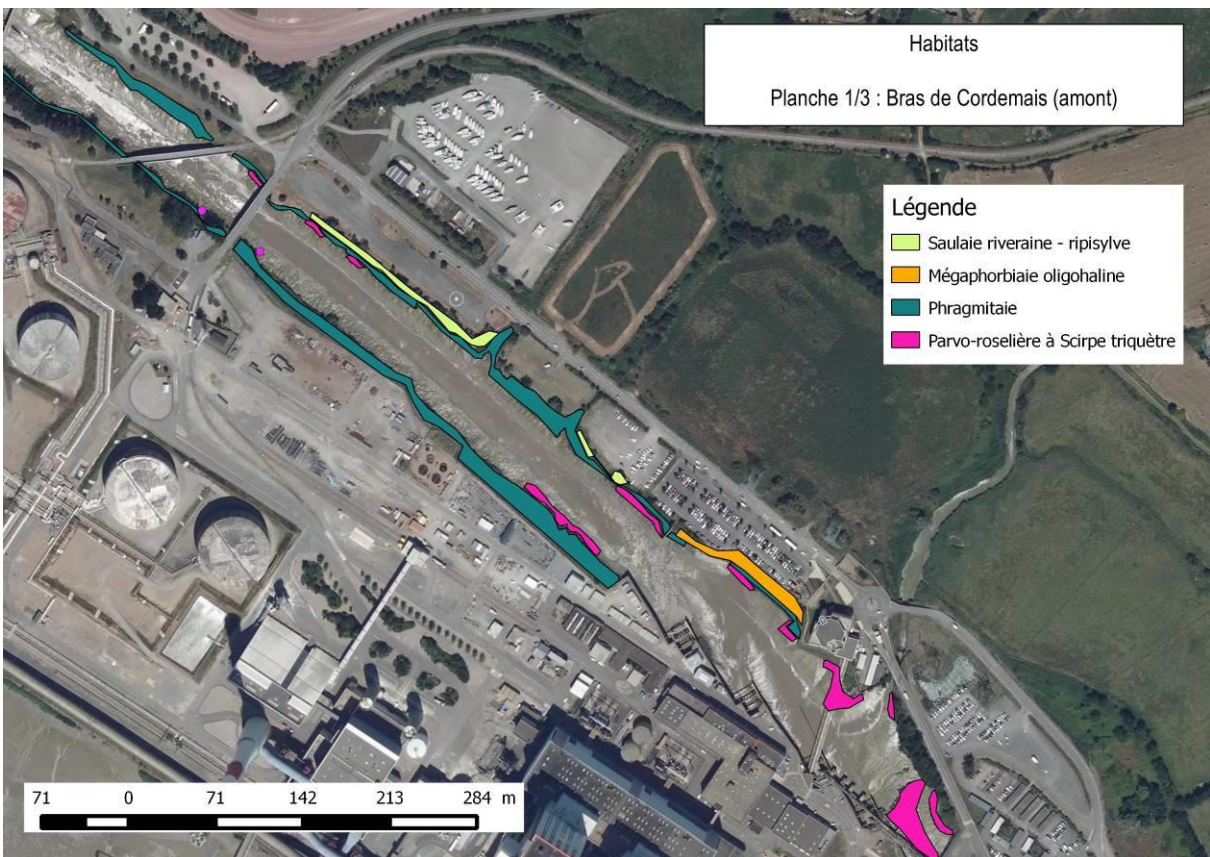 Habitats
Planche 1/3 : Bras de Cordemais (amont)
Légende
Saulaie riveraine - ripisylve
Mégaphorbiaie oligohaline
Phragmitaie
Parvo-roselière à Scirpe triquètre
71 0 71 142 213 284 m